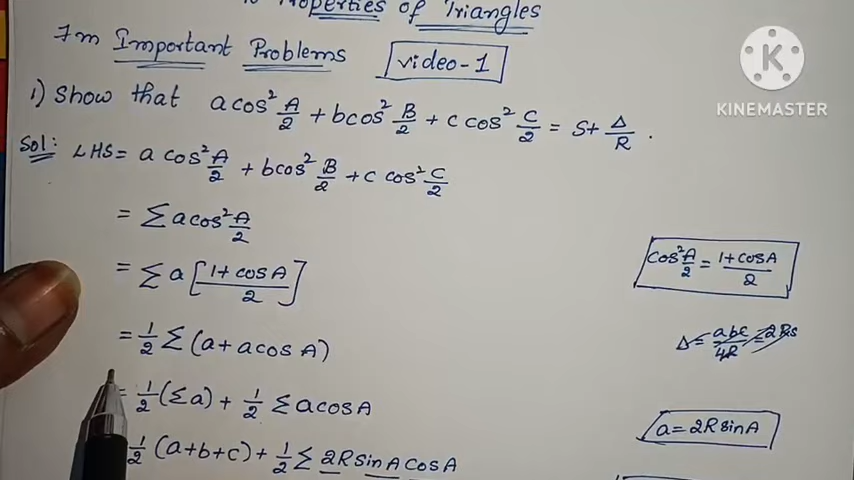 Properties of Triangles
7m Important Problems video-1
1) Show that a cos² A/2 + b cos² B/2 + c cos² C/2 = S + Δ/R .
Sol: LHS = a cos² A/2 + b cos² B/2 + c cos² C/2
= Σ a cos² A/2
= Σ a [ (1 + cos A)/2 ]
cos² A/2 = (1 + cos A)/2
= 1/2 Σ (a + a cos A)
Δ = abc/4R
= 1/2 (Σ a) + 1/2 Σ a cos A
a = 2R sin A
1/2 (a + b + c) + 1/2 Σ 2R sin A cos A
K
KINEMASTER